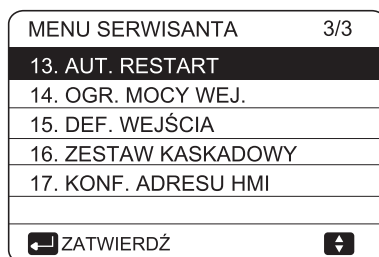 MENU SERWISANTA 3/3
13. AUT. RESTART
14. OGR. MOCY WEJ.
15. DEF. WEJŚCIA
16. ZESTAW KASKADOWY
17. KONF. ADRESU HMI
ZATWIERDŹ